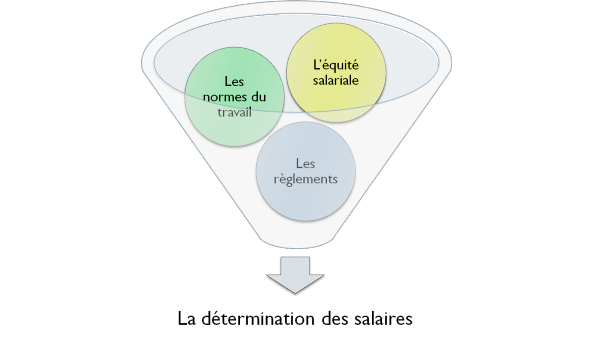 Les
normes du
travail
L'équité
salariale
Les
règlements
La détermination des salaires